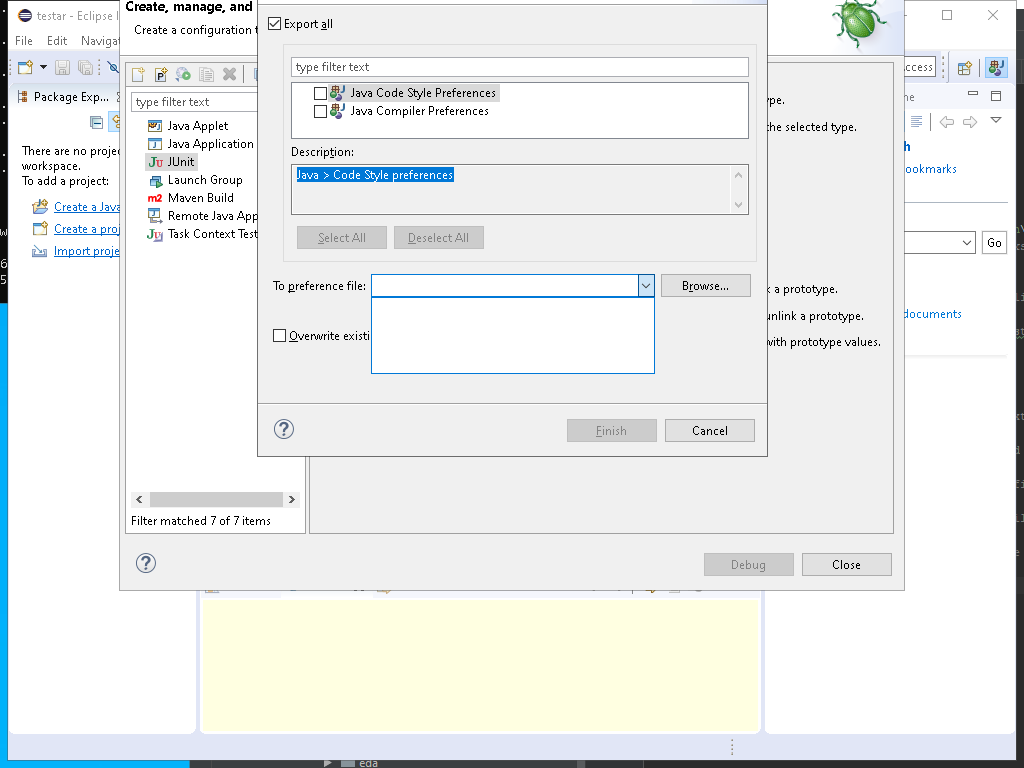 testar - Eclipse I
Create, manage, and
Create a configuration t
Export all
File Edit Navigat
type filter text
Java Code Style Preferences
Java Compiler Preferences
Description:
Java > Code Style preferences
Select All Deselect All
To preference file: Browse...
Overwrite existi
Finish Cancel
Package Exp...
There are no projec
workspace.
To add a project:
Create a Java
Create a proj
Import proje
type filter text
Java Applet
Java Application
Ju JUnit
Launch Group
m2 Maven Build
Remote Java App
Task Context Test
Filter matched 7 of 7 items
ype.
he selected type.
k a prototype.
unlink a prototype.
with prototype values.
Debug Close
ccess
ne
h
ookmarks
Go
documents
eda